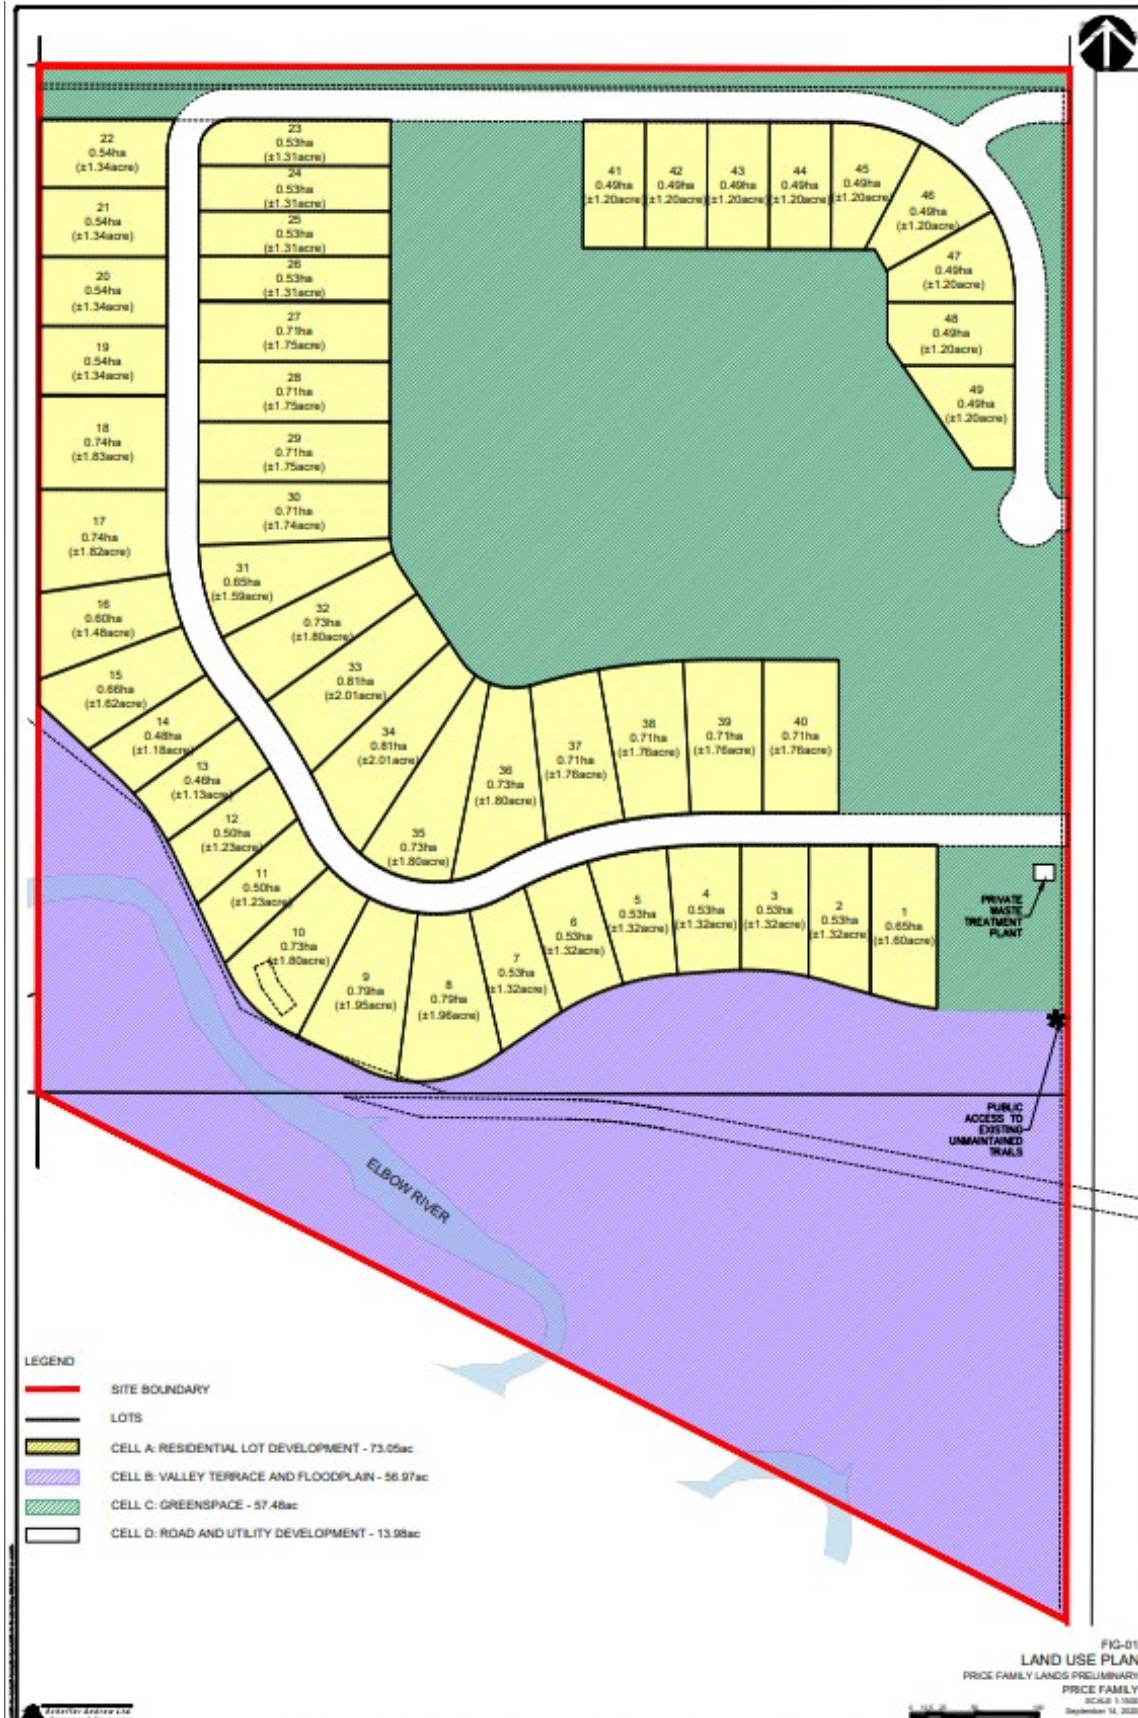 22
0.54ha
(±1.34acre)
21
0.54ha
(±1.34acre)
20
0.54ha
(±1.34acre)
19
0.54ha
(±1.34acre)
18
0.74ha
(±1.83acre)
17
0.74ha
(±1.82acre)
16
0.60ha
(±1.48acre)
15
0.66ha
(±1.62acre)
14
0.48ha
(±1.18acre)
13
0.46ha
(±1.13acre)
12
0.50ha
(±1.23acre)
11
0.50ha
(±1.23acre)
10
0.73ha
(±1.80acre)
9
0.79ha
(±1.95acre)
8
0.79ha
(±1.96acre)
7
0.53ha
(±1.32acre)
6
0.53ha
(±1.32acre)
5
0.53ha
(±1.32acre)
4
0.53ha
(±1.32acre)
3
0.53ha
(±1.32acre)
2
0.53ha
(±1.32acre)
1
0.65ha
(±1.60acre)
23
0.53ha
(±1.31acre)
24
0.53ha
(±1.31acre)
25
0.53ha
(±1.31acre)
26
0.53ha
(±1.31acre)
27
0.71ha
(±1.75acre)
28
0.71ha
(±1.75acre)
29
0.71ha
(±1.75acre)
30
0.71ha
(±1.74acre)
31
0.65ha
(±1.59acre)
32
0.73ha
(±1.80acre)
33
0.81ha
(±2.01acre)
34
0.81ha
(±2.01acre)
35
0.73ha
(±1.80acre)
36
0.73ha
(±1.80acre)
37
0.71ha
(±1.76acre)
38
0.71ha
(±1.76acre)
39
0.71ha
(±1.76acre)
40
0.71ha
(±1.76acre)
41
0.49ha
(±1.20acre)
42
0.49ha
(±1.20acre)
43
0.49ha
(±1.20acre)
44
0.49ha
(±1.20acre)
45
0.49ha
(±1.20acre)
46
0.49ha
(±1.20acre)
47
0.49ha
(±1.20acre)
48
0.49ha
(±1.20acre)
49
0.49ha
(±1.20acre)
PRIVATE
WASTE
TREATMENT
PLANT
PUBLIC
ACCESS TO
EXISTING
UNMAINTAINED
TRAILS
ELBOW RIVER
LEGEND
SITE BOUNDARY
LOTS
CELL A: RESIDENTIAL LOT DEVELOPMENT - 73.05ac
CELL B: VALLEY TERRACE AND FLOODPLAIN - 56.97ac
CELL C: GREENSPACE - 57.48ac
CELL D: ROAD AND UTILITY DEVELOPMENT - 13.98ac
FIG-01
LAND USE PLAN
PRICE FAMILY LANDS PRELIMINARY
PRICE FAMILY
SCALE 1:1500
September 14, 2020
Scheffer Andrew Ltd